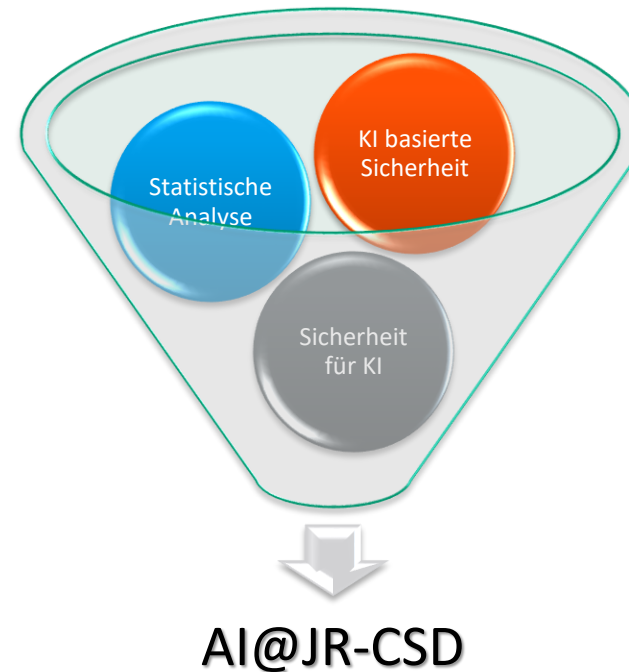 KI basierte
Sicherheit
Statistische
Analyse
Sicherheit
für KI
AI@JR-CSD